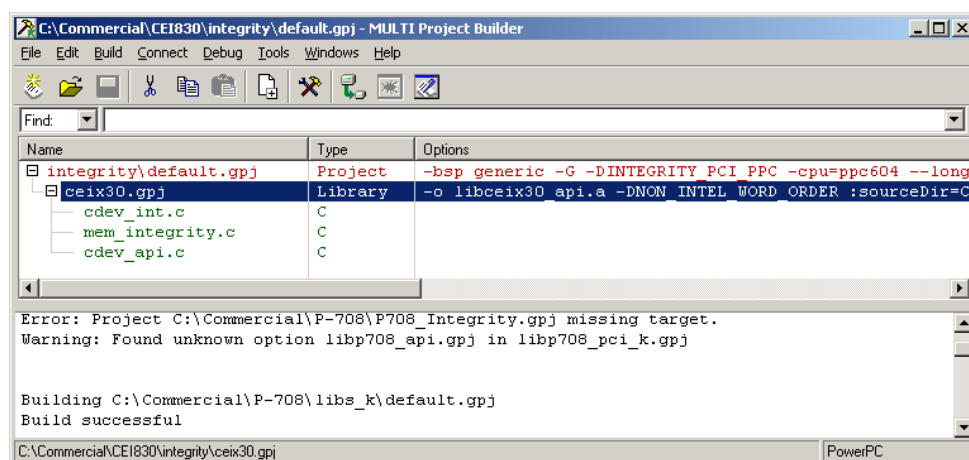 C:\Commercial\CEI830\integrity\default.gpj - MULTI Project Builder
File Edit Build Connect Debug Tools Windows Help
Find:
Name Type Options
integrity\default.gpj Project -bsp generic -G -DINTEGRITY_PCI_PPC -cpu=ppc604 --long
ceix30.gpj Library -o libceix30_api.a -DNON_INTEL_WORD_ORDER :sourceDir=C
cdev_int.c C
mem_integrity.c C
cdev_api.c C
Error: Project C:\Commercial\P-708\P708_Integrity.gpj missing target.
Warning: Found unknown option libp708_api.gpj in libp708_pci_k.gpj
Building C:\Commercial\P-708\libs_k\default.gpj
Build successful
C:\Commercial\CEI830\integrity\ceix30.gpj PowerPC